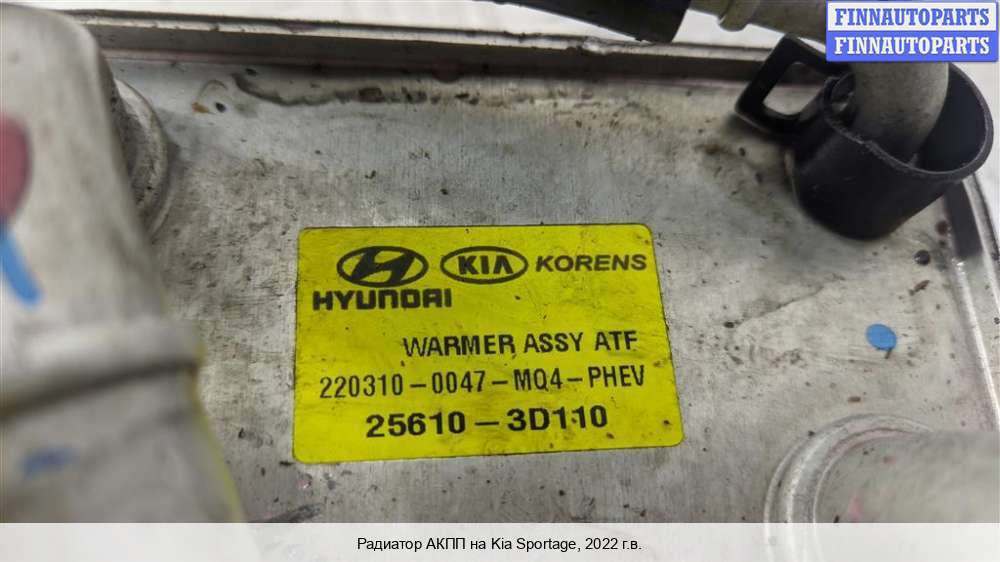 FINNAUTOPARTS
FINNAUTOPARTS
HYUNDAI KIA KORENS
WARMER ASSY ATF
220310-0047-MQ4-PHEV
25610-3D110
Радиатор АКПП на Kia Sportage, 2022 г.в.